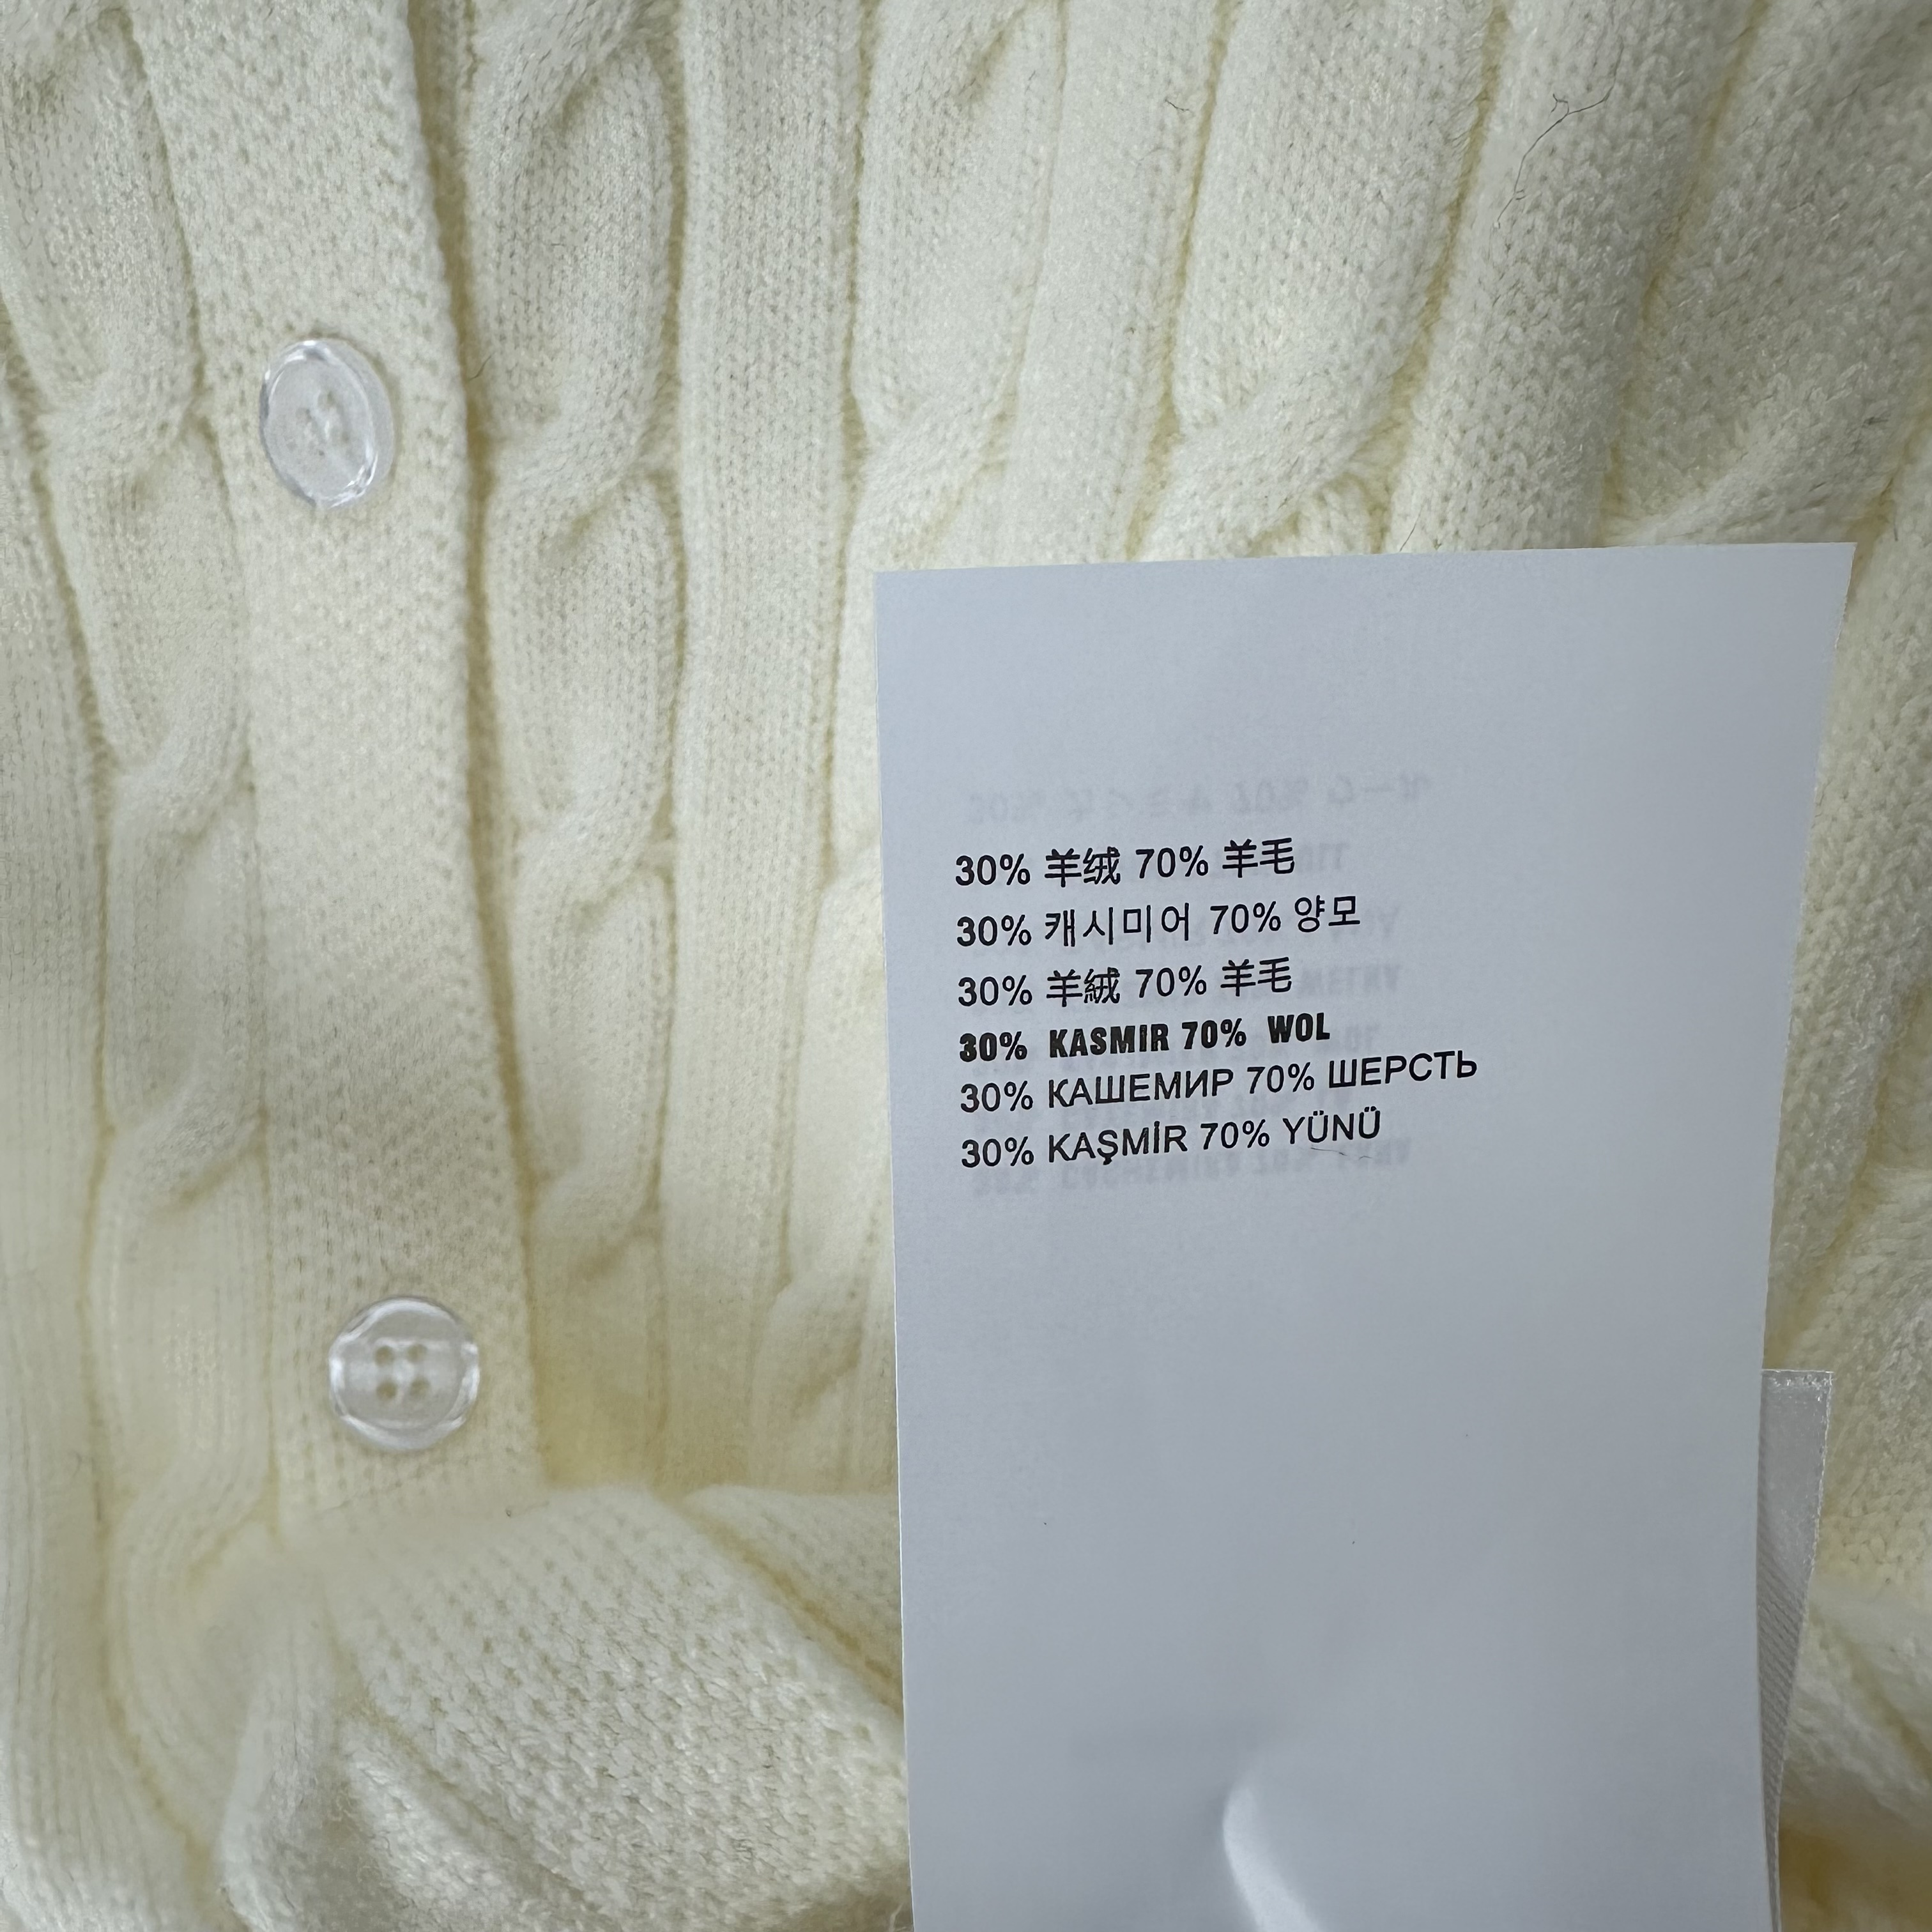 30% 羊绒 70% 羊毛
30% 캐시미어 70% 양모
30% 羊絨 70% 羊毛
30% KASMIR 70% WOL
30% КАШЕМИР 70% ШЕРСТЬ
30% KAŞMİR 70% YÜNÜ